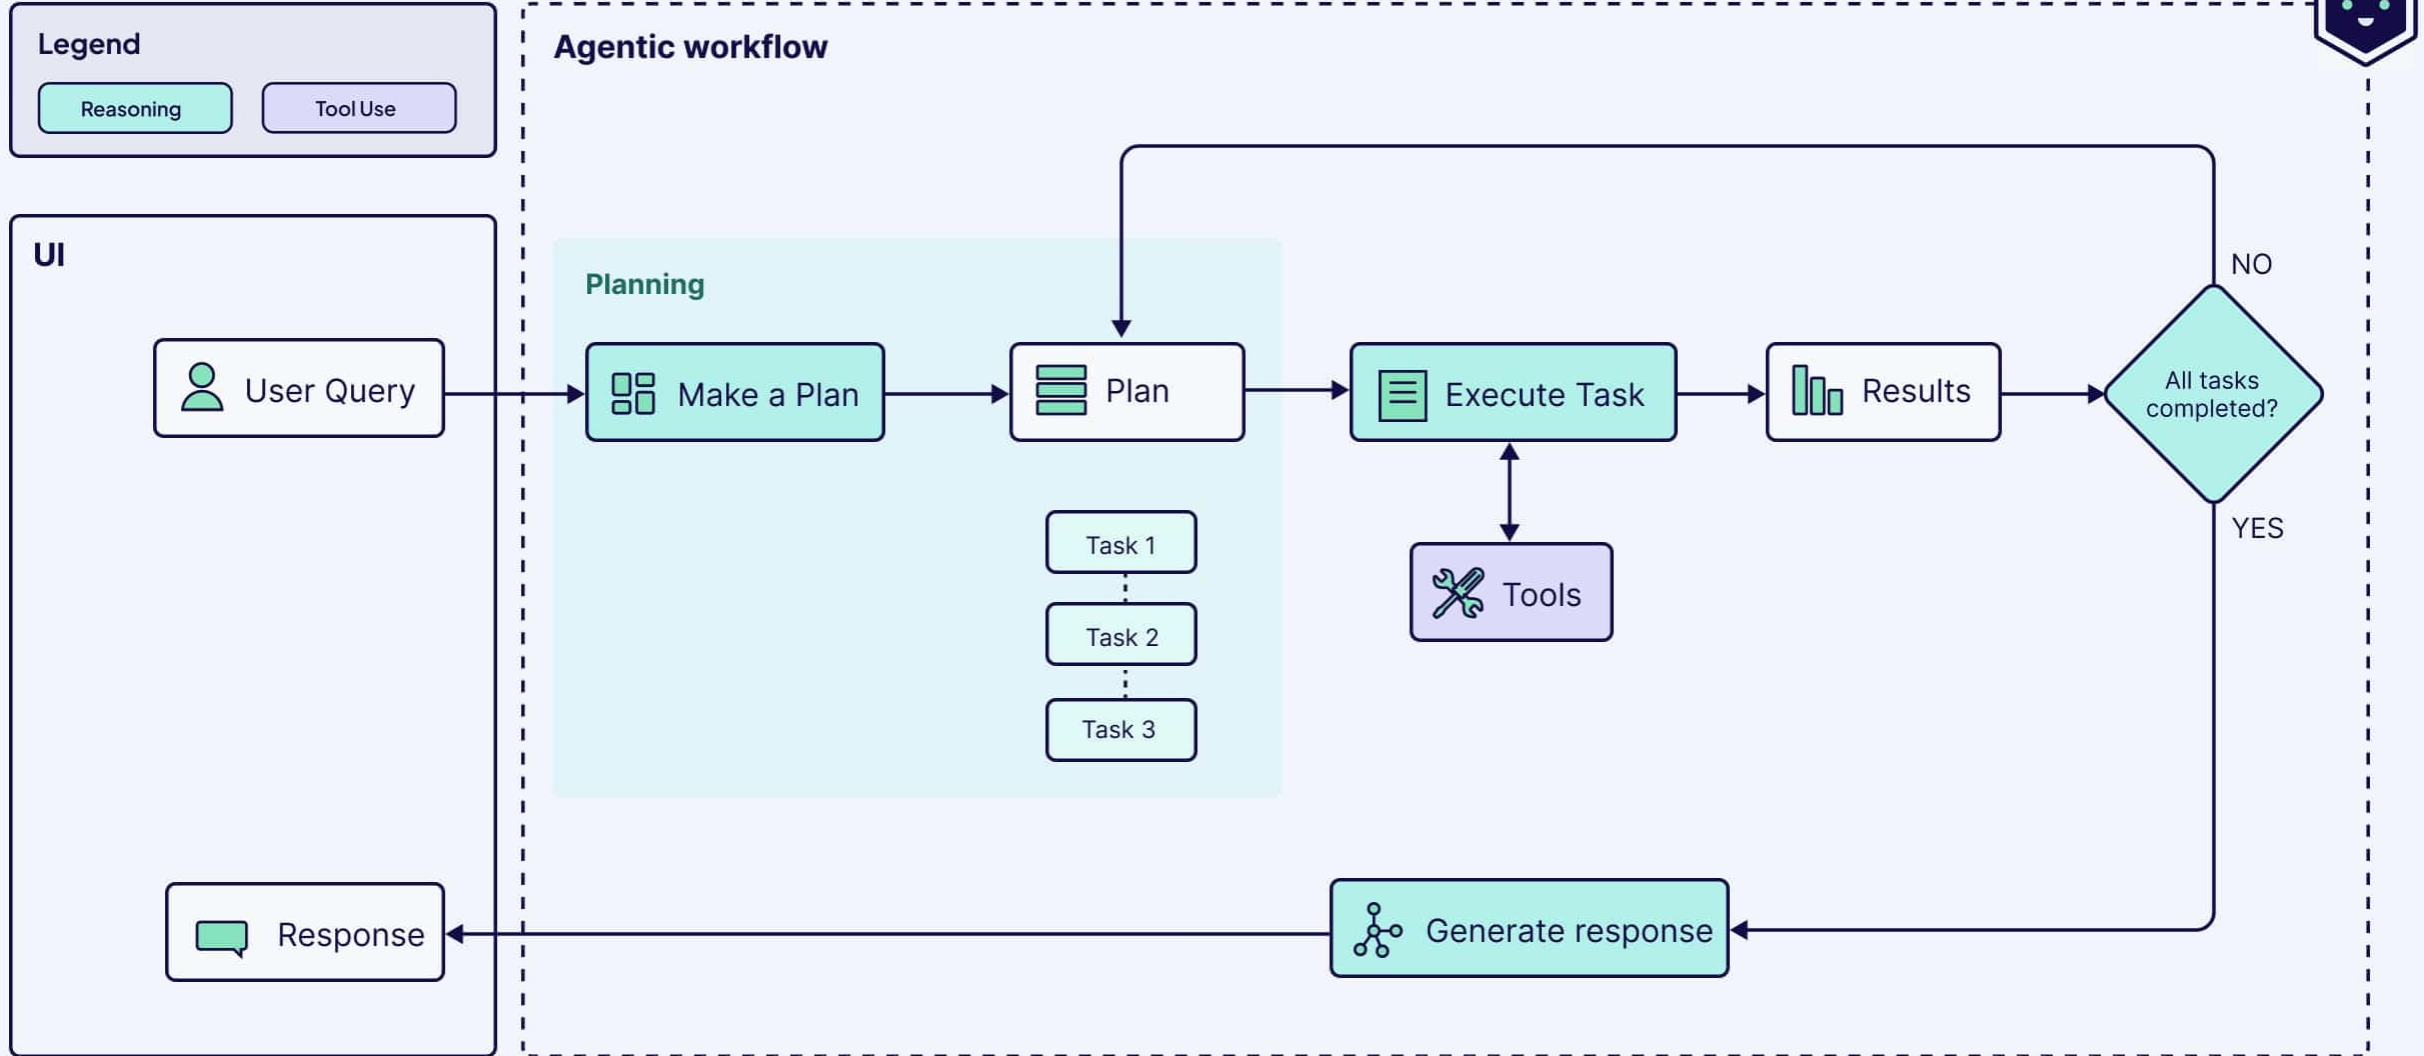 Legend
Reasoning
Tool Use
Agentic workflow
UI
NO
Planning
User Query
Make a Plan
Plan
Execute Task
Results
All tasks
completed?
YES
Task 1
Tools
Task 2
Task 3
Response
Generate response